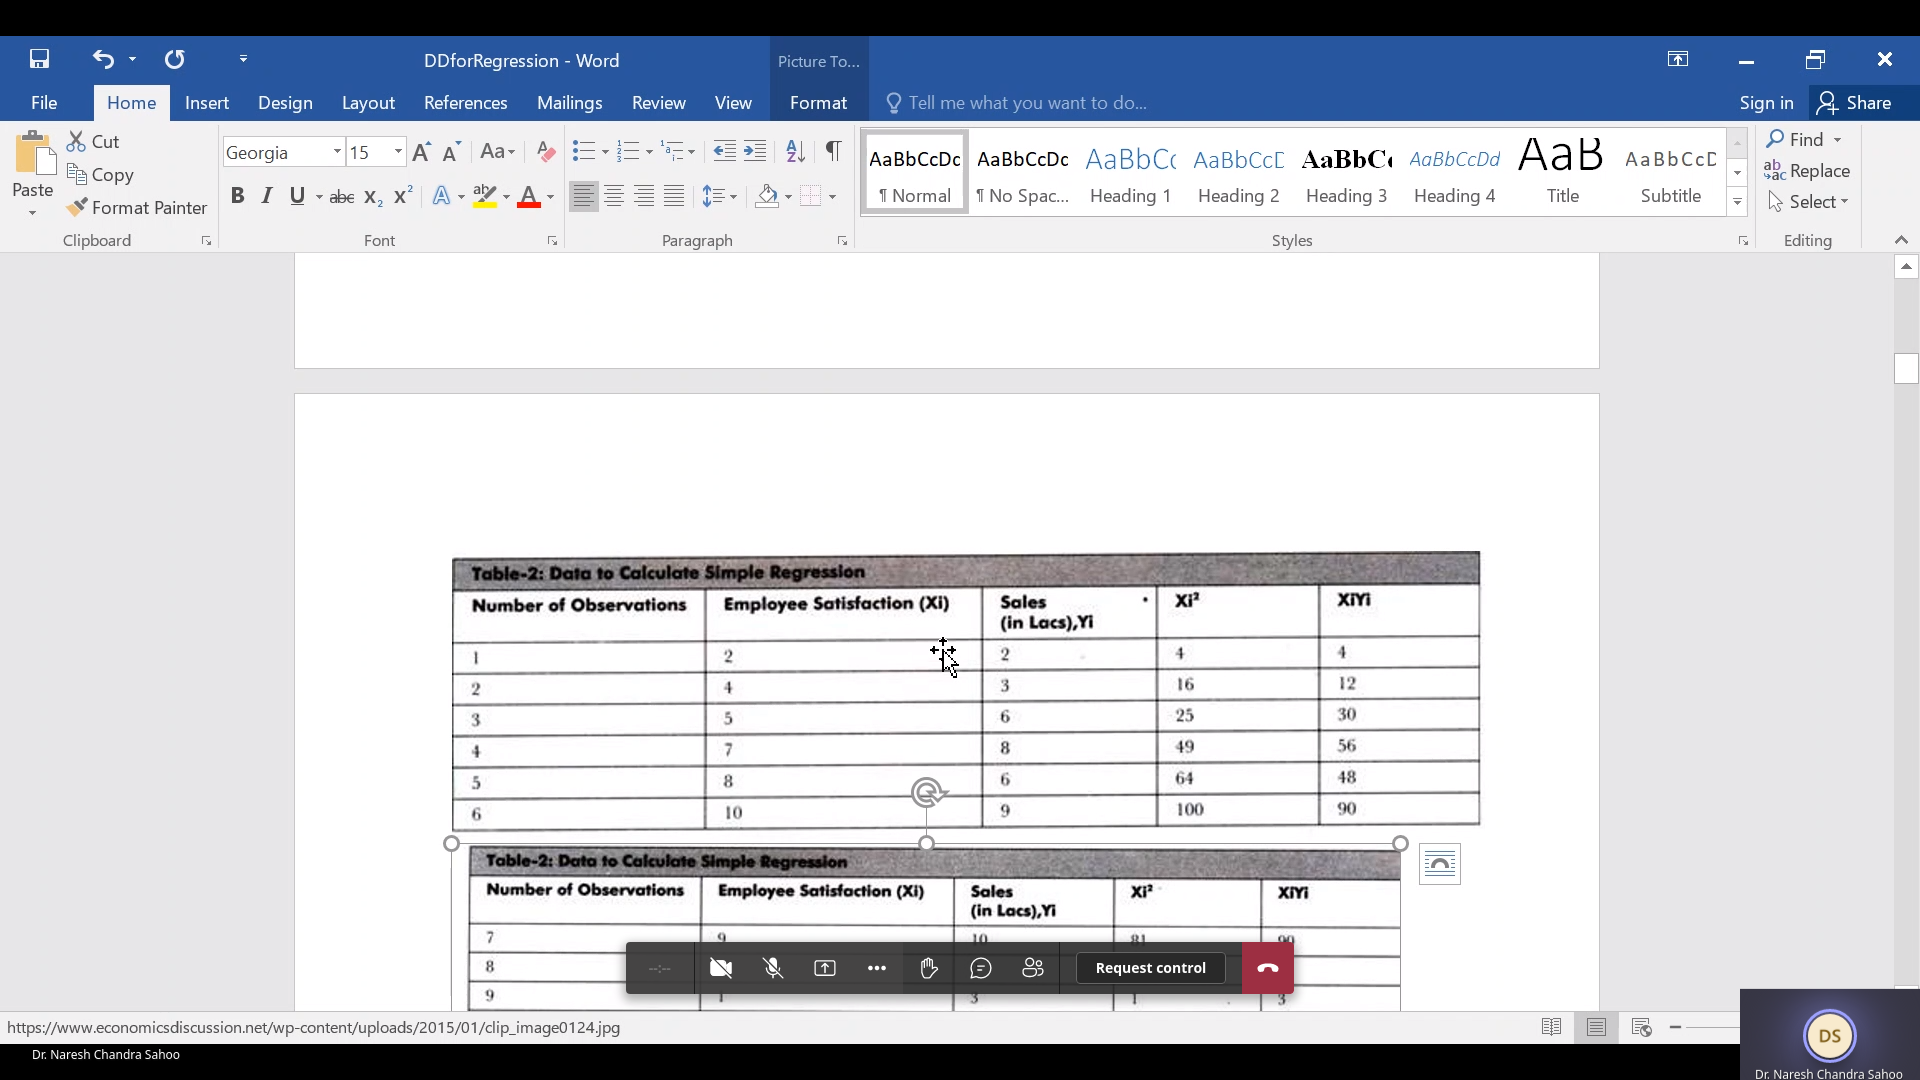 DDforRegression - Word
Picture To...
File Home Insert Design Layout References Mailings Review View Format Tell me what you want to do... Sign in Share
Paste
Cut
Copy
Format Painter
Clipboard
Georgia 15
Aa
B I U abc X₂ X² A ab A
Font
Paragraph
AaBbCcDc AaBbCcDc AaBbCc AaBbCcD AaBbCc AaBbCcDd AaB AaBbCcD
¶ Normal ¶ No Spac... Heading 1 Heading 2 Heading 3 Heading 4 Title Subtitle
Styles
Find
Replace
Select
Editing
Table-2: Data to Calculate Simple Regression
Number of Observations Employee Satisfaction (Xi) Sales (in Lacs),Yi Xi² XiYi
1 2 2 4 4
2 4 3 16 12
3 5 6 25 30
4 7 8 49 56
5 8 6 64 48
6 10 9 100 90
Table-2: Data to Calculate Simple Regression
Number of Observations Employee Satisfaction (Xi) Sales (in Lacs),Yi Xi² XiYi
7 9 10 81 90
8
9 1 3 1 3
--:--
Request control
https://www.economicsdiscussion.net/wp-content/uploads/2015/01/clip_image0124.jpg
Dr. Naresh Chandra Sahoo
DS
Dr. Naresh Chandra Sahoo